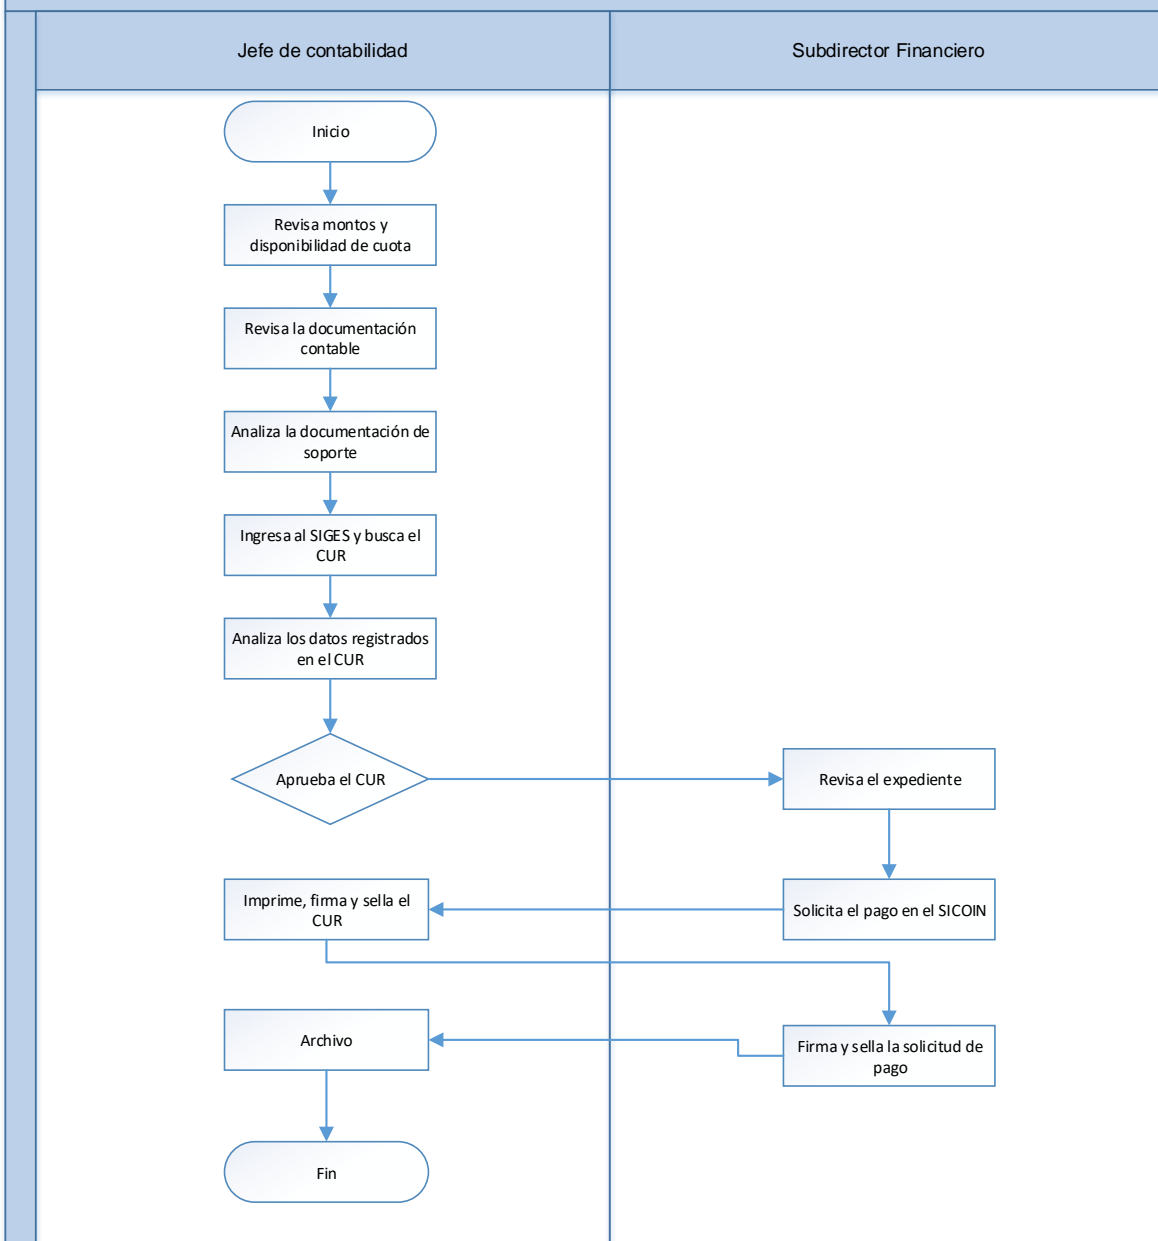 Jefe de contabilidad
Subdirector Financiero
Inicio
Revisa montos y
disponibilidad de cuota
Revisa la documentación
contable
Analiza la documentación de
soporte
Ingresa al SIGES y busca el
CUR
Analiza los datos registrados
en el CUR
Aprueba el CUR
Revisa el expediente
Solicita el pago en el SICOIN
Imprime, firma y sella el
CUR
Firma y sella la solicitud de
pago
Archivo
Fin